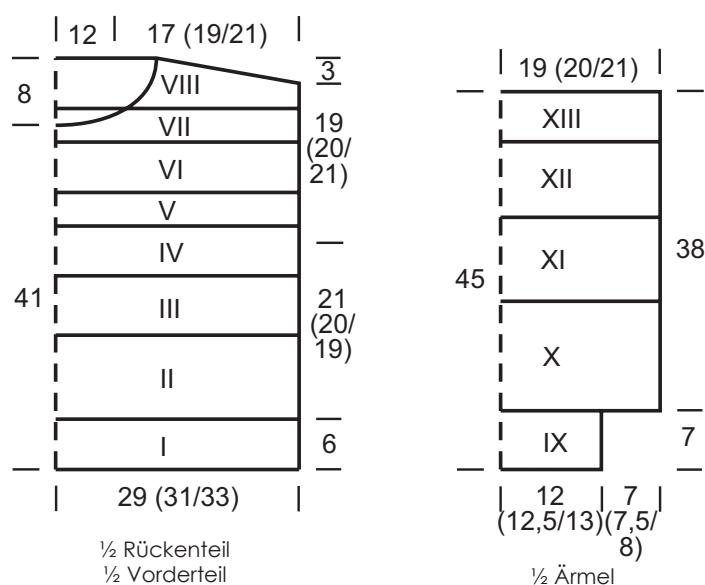 12 17 (19/21)
3
8
VIII
VII
19
(20/
21)
VI
V
IV
41
III
21
(20/
19)
II
I
6
29 (31/33)
½ Rückenteil
½ Vorderteil
19 (20/21)
XIII
XII
XI
38
45
X
IX
7
12 7
(12,5/13)(7,5/
8)
½ Ärmel